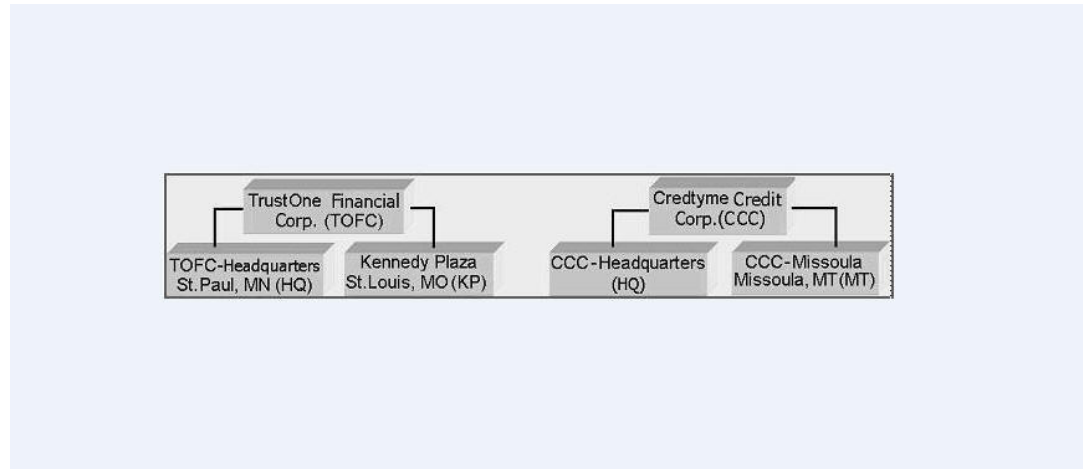 TrustOne Financial
Corp. (TOFC)
TOFC-Headquarters
St.Paul, MN (HQ)
Kennedy Plaza
St.Louis, MO (KP)
Credtyme Credit
Corp.(CCC)
CCC-Headquarters
(HQ)
CCC-Missoula
Missoula, MT(MT)